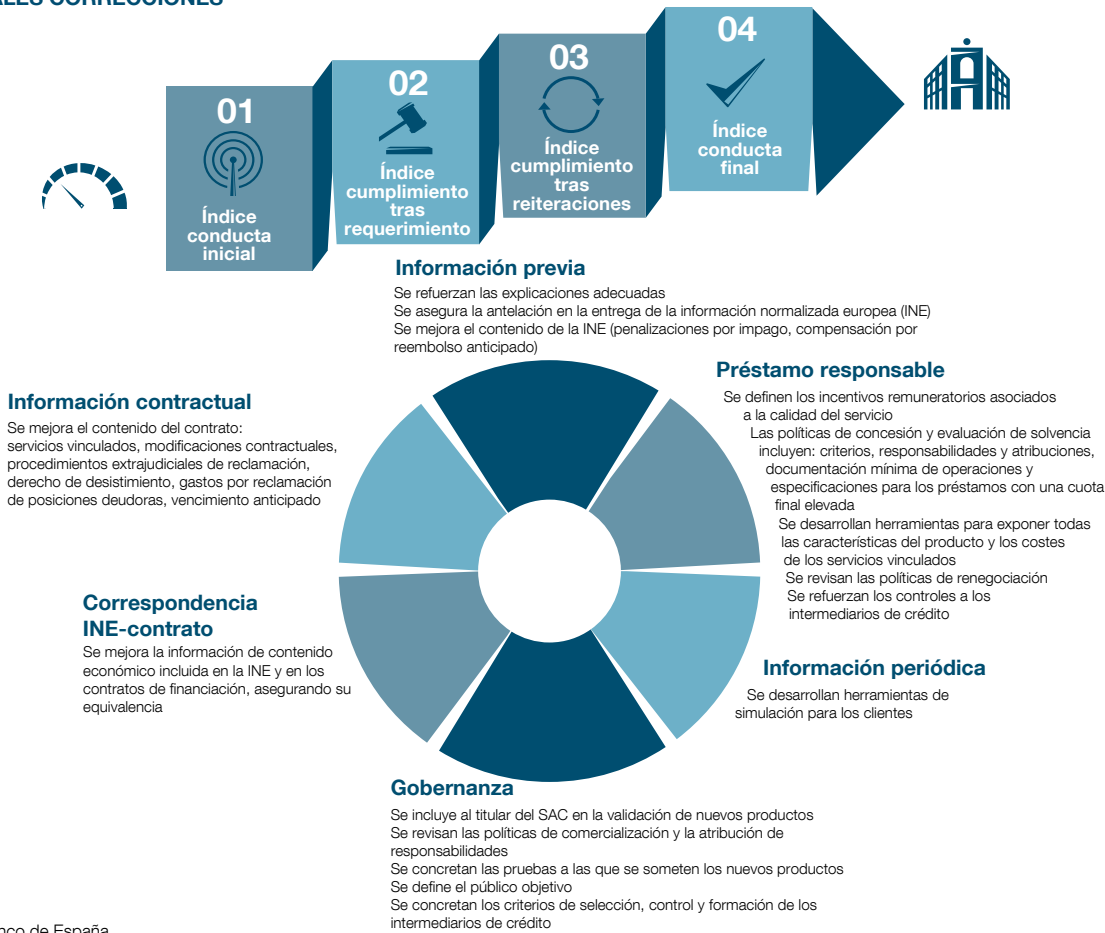 CORRECCIONES
01
Índice
conducta
inicial
02
Índice
cumplimiento
tras
requerimiento
03
Índice
cumplimiento
tras
reiteraciones
04
Índice
conducta
final
Información previa
Se refuerzan las explicaciones adecuadas
Se asegura la antelación en la entrega de la información normalizada europea (INE)
Se mejora el contenido de la INE (penalizaciones por impago, compensación por
reembolso anticipado)
Préstamo responsable
Se definen los incentivos remuneratorios asociados
a la calidad del servicio
Las políticas de concesión y evaluación de solvencia
incluyen: criterios, responsabilidades y atribuciones,
documentación mínima de operaciones y
especificaciones para los préstamos con una cuota
final elevada
Se desarrollan herramientas para exponer todas
las características del producto y los costes
de los servicios vinculados
Se revisan las políticas de renegociación
Se refuerzan los controles a los
intermediarios de crédito
Información contractual
Se mejora el contenido del contrato:
servicios vinculados, modificaciones contractuales,
procedimientos extrajudiciales de reclamación,
derecho de desistimiento, gastos por reclamación
de posiciones deudoras, vencimiento anticipado
Correspondencia
INE-contrato
Se mejora la información de contenido
económico incluida en la INE y en los
contratos de financiación, asegurando su
equivalencia
Información periódica
Se desarrollan herramientas de
simulación para los clientes
Gobernanza
Se incluye al titular del SAC en la validación de nuevos productos
Se revisan las políticas de comercialización y la atribución de
responsabilidades
Se concretan las pruebas a las que se someten los nuevos productos
Se define el público objetivo
Se concretan los criterios de selección, control y formación de los
intermediarios de crédito
de España